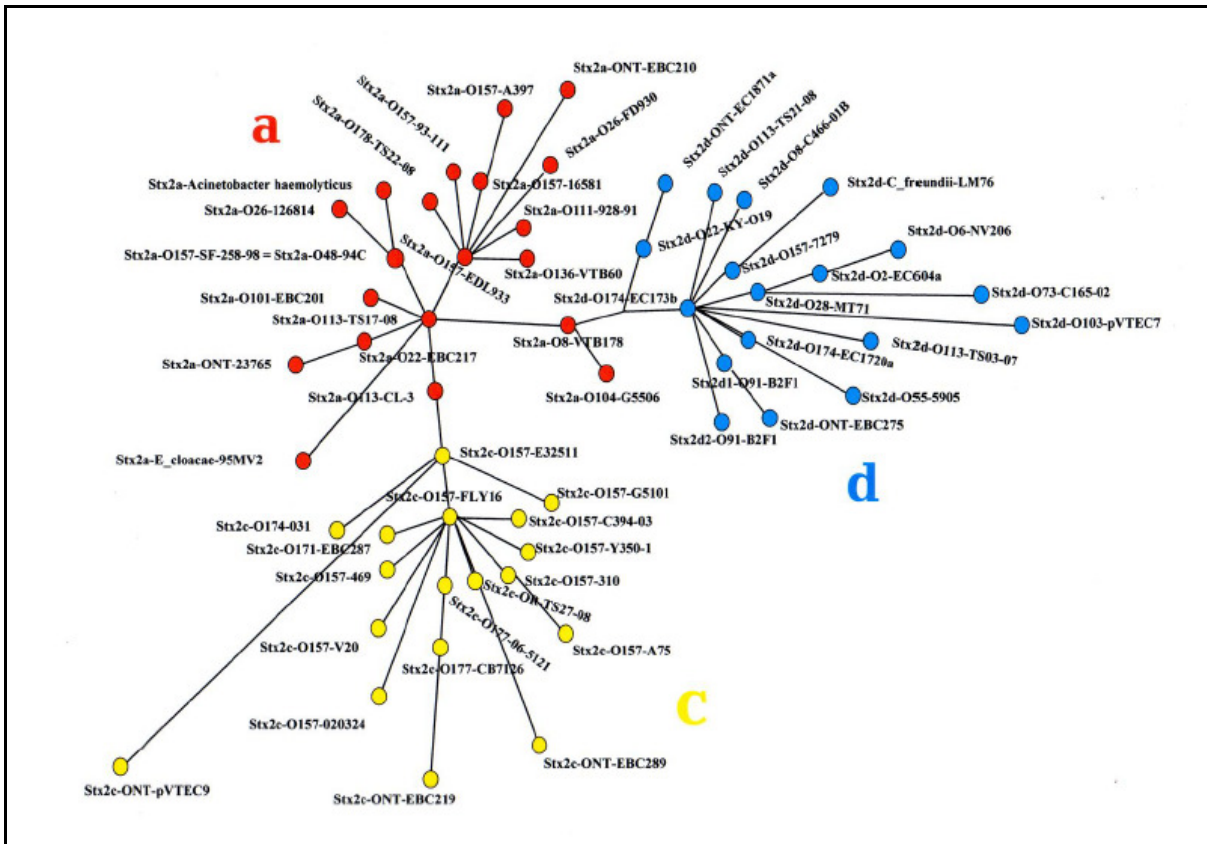 Stx2a-ONT-EBC210
Stx2a-O157-A397
Stx2a-O157-93-111
Stx2a-O178-TS22-08
Stx2a-O26-FD930
a
Stx2a-Acinetobacter haemolyticus
Stx2a-O157-16581
Stx2a-O26-126814
Stx2a-O111-928-91
Stx2a-O157-SF-258-98 = Stx2a-O48-94C
Stx2a-O157-EDL933
Stx2a-O136-VTB60
Stx2a-O101-EBC201
Stx2a-O113-TS17-08
Stx2a-O22-EBC217
Stx2a-ONT-23765
Stx2a-O8-VTB178
Stx2a-O113-CL-3
Stx2a-O104-G5506
Stx2a-E_cloacae-95MV2
Stx2d-ONT-EC1871a
Stx2d-O113-TS21-08
Stx2d-O8-C466-01B
Stx2d-C_freundii-LM76
Stx2d-O22-KY-O19
Stx2d-O6-NV206
Stx2d-O157-7279
Stx2d-O2-EC604a
Stx2d-O174-EC173b
Stx2d-O28-MT71
Stx2d-O73-C165-02
Stx2d-O103-pVTEC7
Stx2d-O113-TS03-07
Stx2d-O174-EC1720a
Stx2d1-O91-B2F1
Stx2d-O55-5905
Stx2d-ONT-EBC275
Stx2d2-O91-B2F1
d
Stx2c-O157-E32511
Stx2c-O157-FLY16
Stx2c-O157-G5101
Stx2c-O174-031
Stx2c-O157-C394-03
Stx2c-O171-EBC287
Stx2c-O157-Y350-1
Stx2c-O157-469
Stx2c-O157-310
Stx2c-OR-TS27-08
Stx2c-O177-06-5121
Stx2c-O157-V20
Stx2c-O157-A75
Stx2c-O177-CB7126
c
Stx2c-O157-020324
Stx2c-ONT-EBC289
Stx2c-ONT-pVTEC9
Stx2c-ONT-EBC219